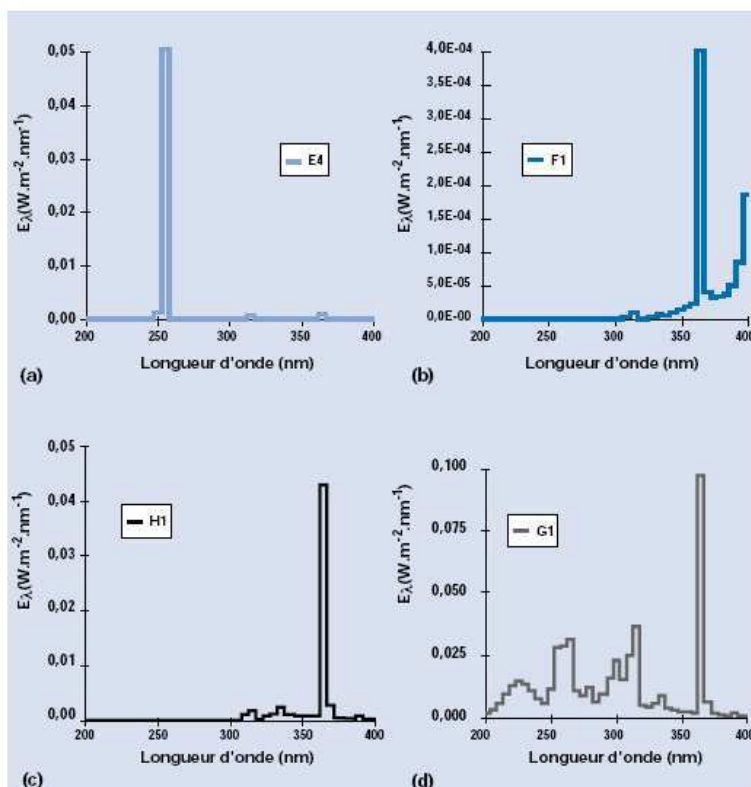 0,05
0,04
0,03
0,02
0,01
0,00
Eλ(W.m-2.nm-1)
E4
200 250 300 350 400
Longueur d'onde (nm)
(a)
4,0E-04
3,5E-04
3,0E-04
2,5E-04
2,0E-04
1,5E-04
1,0E-04
5,0E-05
0,0E-00
Eλ(W.m-2.nm-1)
F1
200 250 300 350 400
Longueur d'onde (nm)
(b)
0,05
0,04
0,03
0,02
0,01
0,00
Eλ(W.m-2.nm-1)
H1
200 250 300 350 400
Longueur d'onde (nm)
(c)
0,100
0,075
0,050
0,025
0,000
Eλ(W.m-2.nm-1)
G1
200 250 300 350 400
Longueur d'onde (nm)
(d)